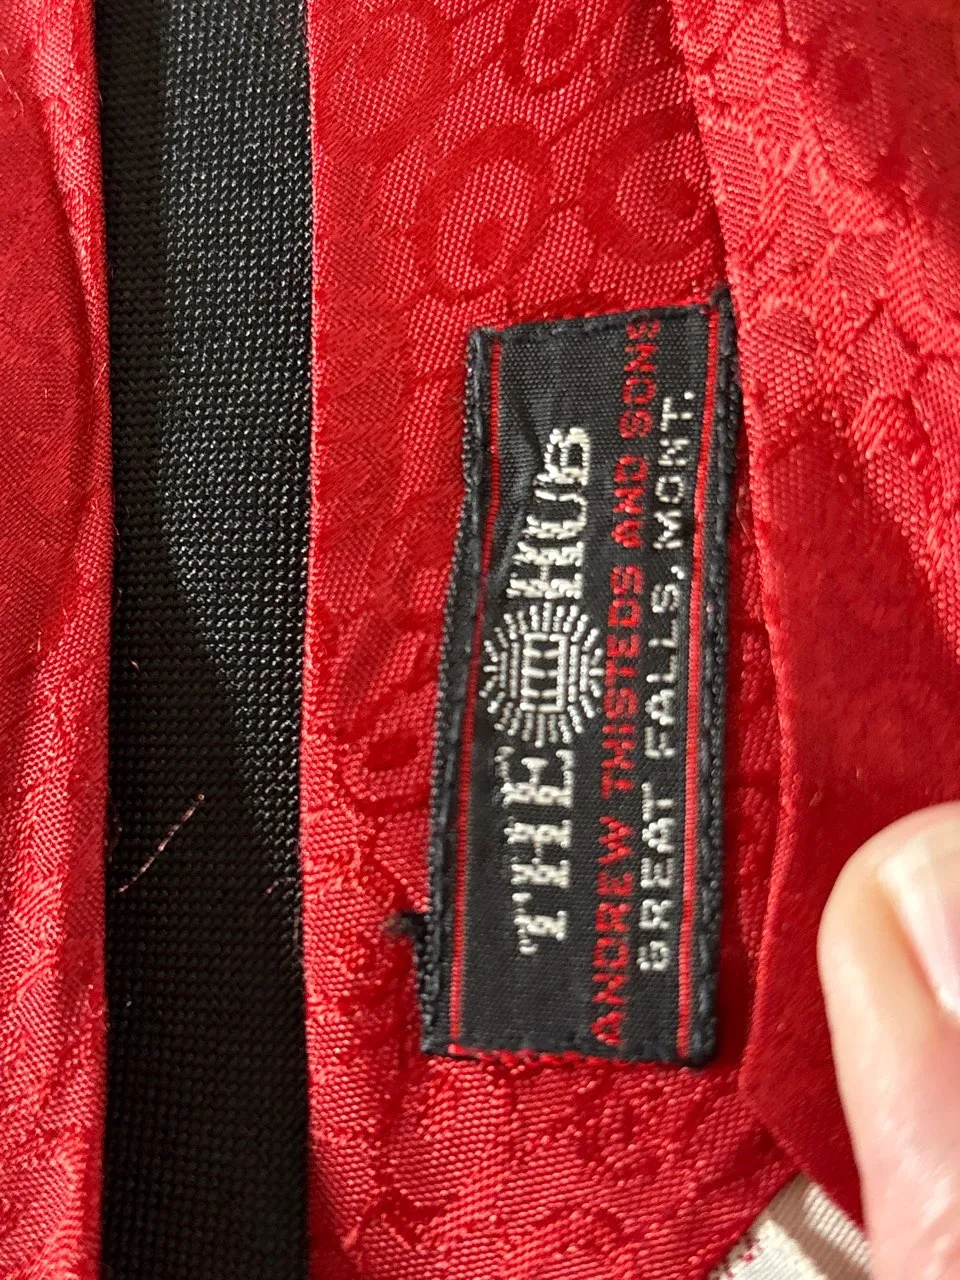 THE HUB
ANDREW THISTEDS AND SONS
GREAT FALLS, MONT.